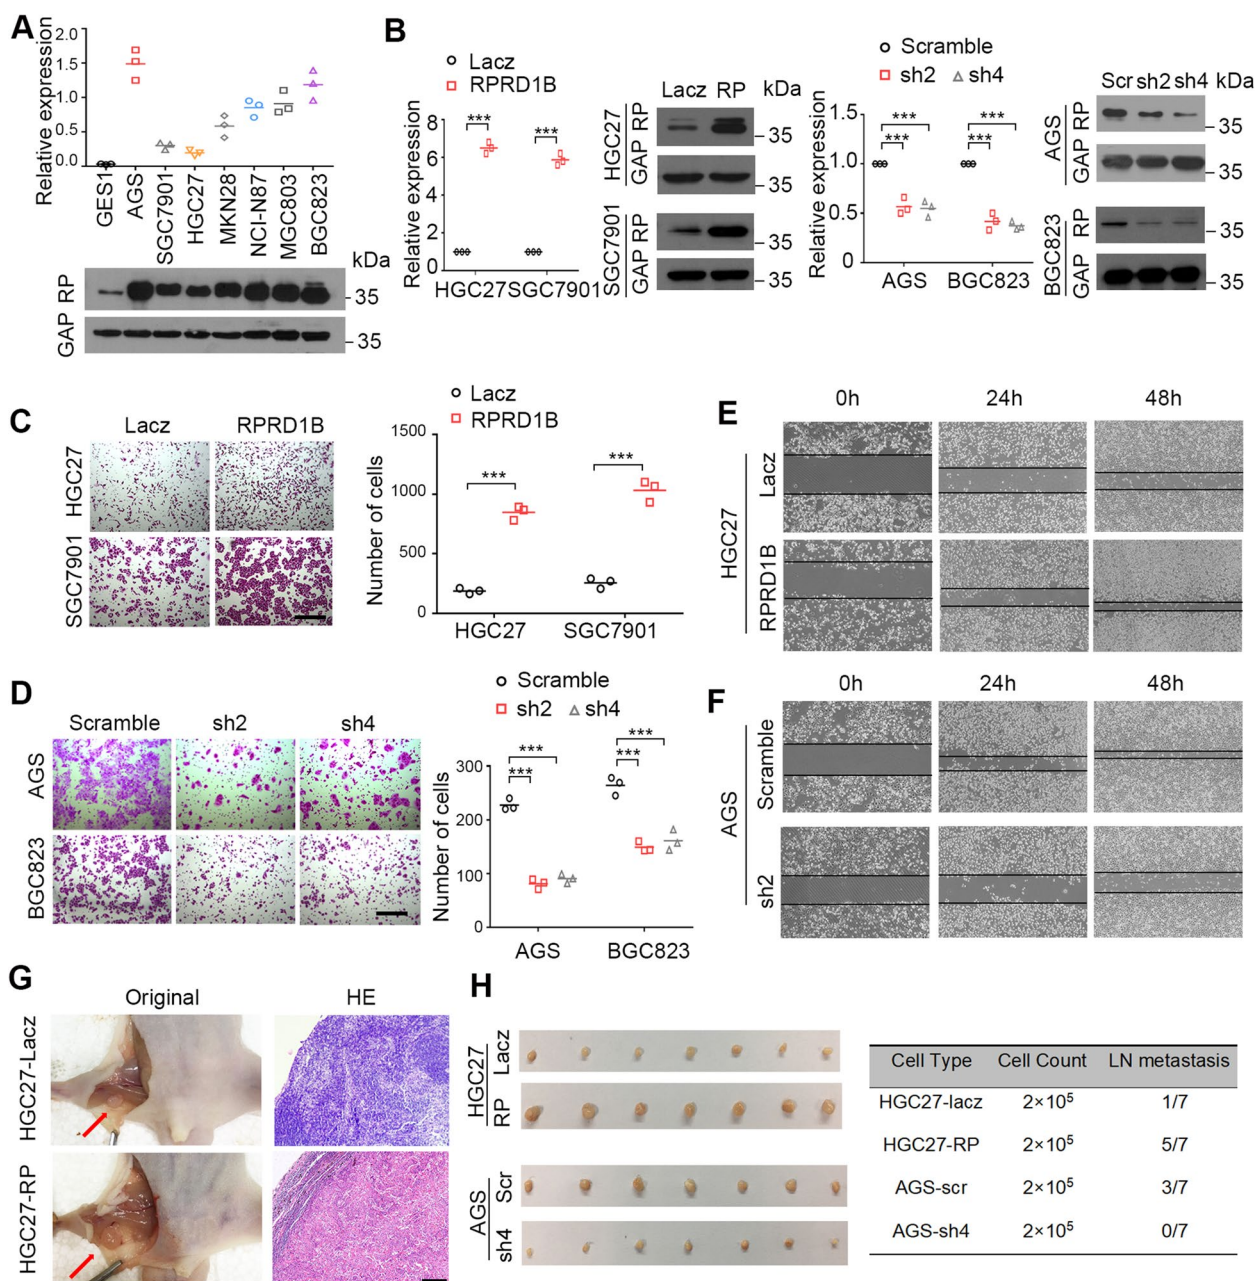 A
Relative expression
2.0
1.5
1.0
0.5
0.0
GES1
AGS
SGC7901
HGC27
MKN28
NCI-N87
MGC803
BGC823
kDa
RP
35
GAP
35
B
Lacz
RPRD1B
Relative expression
8
6
4
2
0
***
***
HGC27
SGC7901
Lacz RP kDa
HGC27
RP
35
GAP
SGC7901
RP
35
GAP
Scramble
sh2 sh4
Relative expression
1.5
1.0
0.5
0
***
***
***
***
AGS
BGC823
Scr sh2 sh4 kDa
AGS
RP
35
GAP
BGC823
RP
35
GAP
C
Lacz RPRD1B
HGC27
SGC7901
Lacz
RPRD1B
Number of cells
1500
1000
500
0
***
***
HGC27
SGC7901
D
Scramble sh2 sh4
AGS
BGC823
Scramble
sh2 sh4
Number of cells
300
200
100
0
***
***
***
***
AGS
BGC823
E
0h 24h 48h
HGC27
Lacz
RPRD1B
F
0h 24h 48h
AGS
Scramble
sh2
G
Original HE
HGC27-Lacz
HGC27-RP
H
HGC27
Lacz
RP
AGS
Scr
sh4
Cell Type Cell Count LN metastasis
HGC27-lacz 2×10⁵ 1/7
HGC27-RP 2×10⁵ 5/7
AGS-scr 2×10⁵ 3/7
AGS-sh4 2×10⁵ 0/7